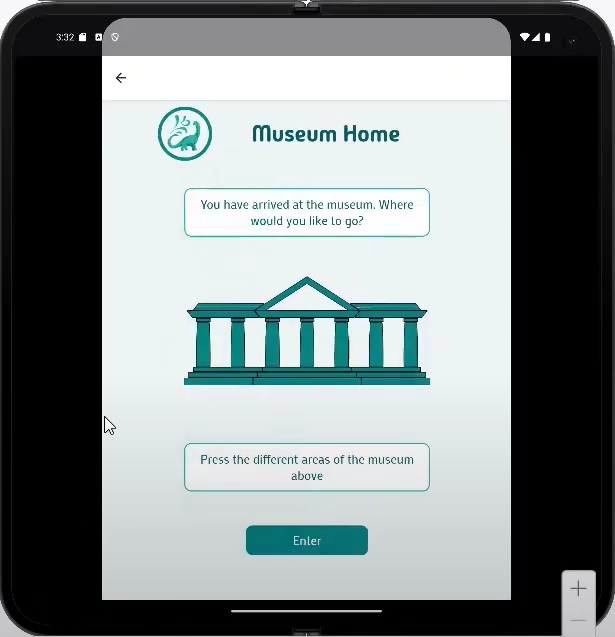 3:32
Museum Home
You have arrived at the museum. Where
would you like to go?
Press the different areas of the museum
above
Enter